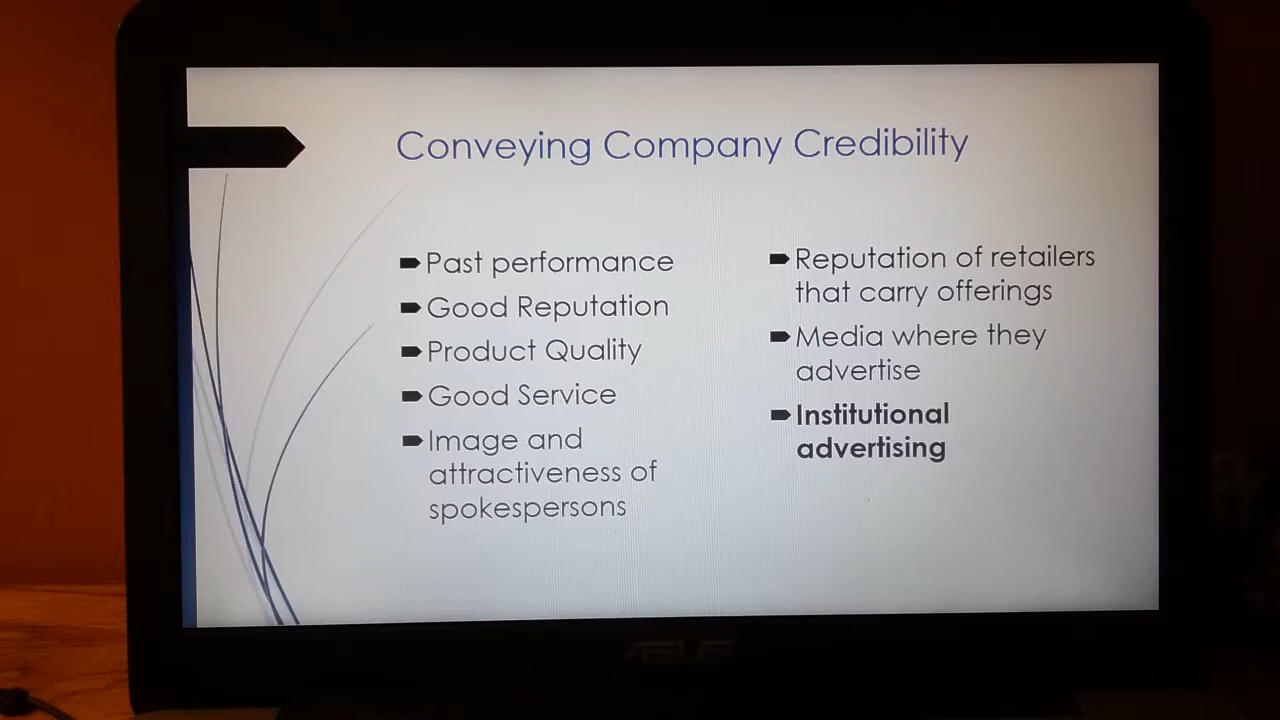 Conveying Company Credibility
Past performance
Good Reputation
Product Quality
Good Service
Image and
attractiveness of
spokespersons
Reputation of retailers
that carry offerings
Media where they
advertise
Institutional
advertising
ASUS